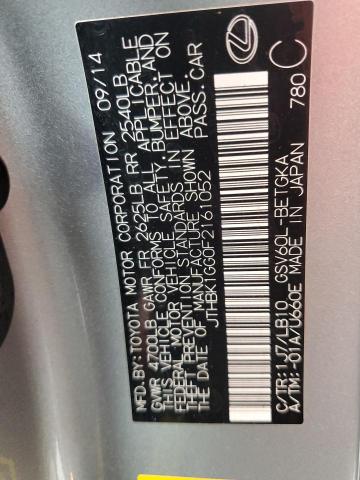 MFD.BY: TOYOTA MOTOR CORPORATION 09/14
GVWR 4700LB GAWR FR 2625LB RR 2540LB
THIS VEHICLE CONFORMS TO ALL APPLICABLE
FEDERAL MOTOR VEHICLE SAFETY, BUMPER, AND
THEFT PREVENTION STANDARDS IN EFFECT ON
THE DATE OF MANUFACTURE SHOWN ABOVE.
JTHBK1GG0F2161052 PASS.CAR
C/TR: 1J7/LB10 GSV60L-BETGKA
A/TM: -01A/U660E MADE IN JAPAN 780 C